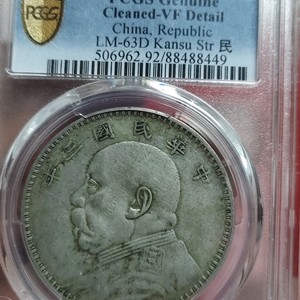 PCGS Genuine
Cleaned-VF Detail
China, Republic
LM-63D Kansu Str 民
506962.92/88488449
PCGS
年三國民華中